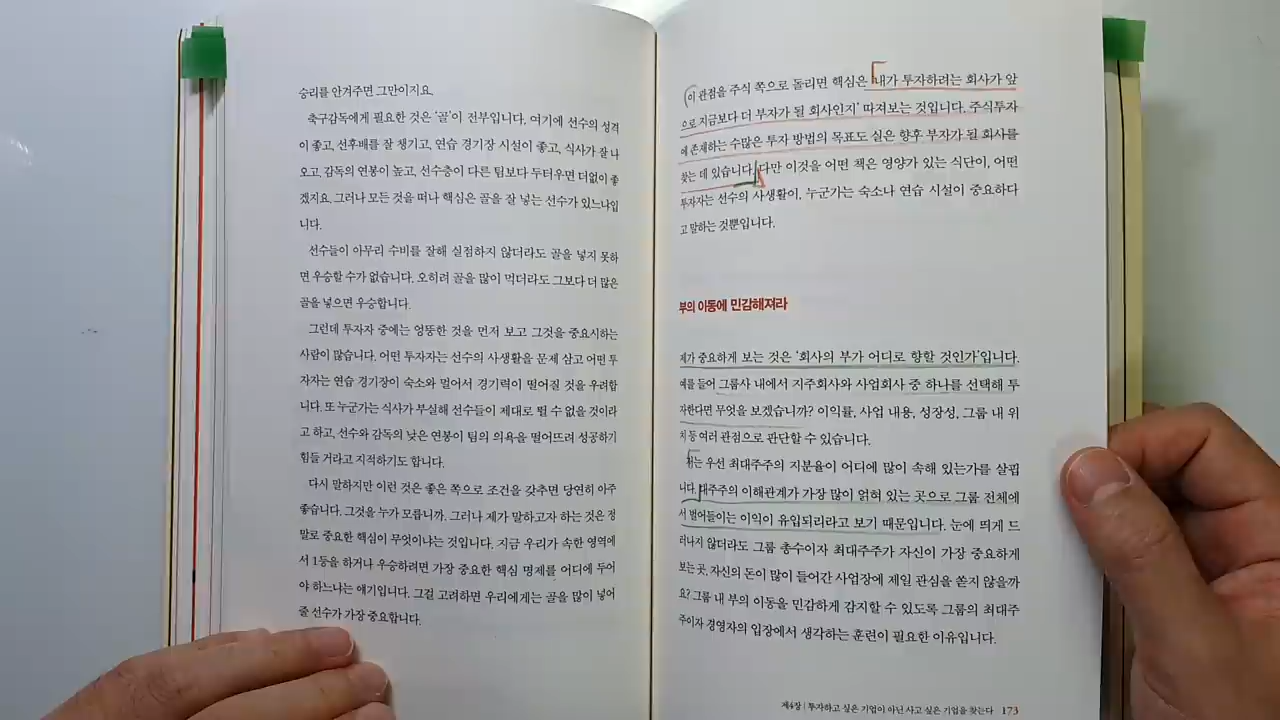 승리를 안겨주면 그만이지요.
축구감독에게 필요한 것은 ‘골’이 전부입니다. 여기에 선수의 성격
이 좋고, 선후배를 잘 챙기고, 연습 경기장 시설이 좋고, 식사가 잘 나
오고, 감독의 연봉이 높고, 선수층이 다른 팀보다 두터우면 더없이 좋
겠지요. 그러나 모든 것을 떠나 핵심은 골을 잘 넣는 선수가 있느냐입
니다.
선수들이 아무리 수비를 잘해 실점하지 않더라도 골을 넣지 못하
면 우승할 수가 없습니다. 오히려 골을 많이 먹더라도 그보다 더 많은
골을 넣으면 우승합니다.
그런데 투자자 중에는 엉뚱한 것을 먼저 보고 그것을 중요시하는
사람이 많습니다. 어떤 투자자는 선수의 사생활을 문제 삼고 어떤 투
자자는 연습 경기장이 숙소와 멀어서 경기력이 떨어질 것을 우려합
니다. 또 누군가는 식사가 부실해 선수들이 제대로 뛸 수 없을 것이라
고 하고, 선수와 감독의 낮은 연봉이 팀의 의욕을 떨어뜨려 성공하기
힘들 거라고 지적하기도 합니다.
다시 말하지만 이런 것은 좋은 쪽으로 조건을 갖추면 당연히 아주
좋습니다. 그것을 누가 모릅니까. 그러나 제가 말하고자 하는 것은 정
말로 중요한 핵심이 무엇이냐는 것입니다. 지금 우리가 속한 영역에
서 1등을 하거나 우승하려면 가장 중요한 핵심 명제를 어디에 두어
야 하느냐는 얘기입니다. 그걸 고려하면 우리에게는 골을 많이 넣어
줄 선수가 가장 중요합니다.
이 관점을 주식 쪽으로 돌리면 핵심은 ‘내가 투자하려는 회사가 앞
으로 지금보다 더 부자가 될 회사인지’ 따져보는 것입니다. 주식투자
에 존재하는 수많은 투자 방법의 목표도 실은 향후 부자가 될 회사를
찾는 데 있습니다. 다만 이것을 어떤 책은 영양가 있는 식단이, 어떤
투자자는 선수의 사생활이, 누군가는 숙소나 연습 시설이 중요하다
고 말하는 것뿐입니다.
부의 이동에 민감해져라
제가 중요하게 보는 것은 ‘회사의 부가 어디로 향할 것인가’입니다.
예를 들어 그룹사 내에서 지주회사와 사업회사 중 하나를 선택해 투
자한다면 무엇을 보겠습니까? 이익률, 사업 내용, 성장성, 그룹 내 위
치 등 여러 관점으로 판단할 수 있습니다.
저는 우선 최대주주의 지분율이 어디에 많이 속해 있는가를 살핍
니다. 대주주의 이해관계가 가장 많이 얽혀 있는 곳으로 그룹 전체에
서 벌어들이는 이익이 유입되리라고 보기 때문입니다. 눈에 띄게 드
러나지 않더라도 그룹 총수이자 최대주주가 자신이 가장 중요하게
보는 곳, 자신의 돈이 많이 들어간 사업장에 제일 관심을 쏟지 않을까
요? 그룹 내 부의 이동을 민감하게 감지할 수 있도록 그룹의 최대주
주이자 경영자의 입장에서 생각하는 훈련이 필요한 이유입니다.
제4장 | 투자하고 싶은 기업이 아닌 사고 싶은 기업을 찾는다 173